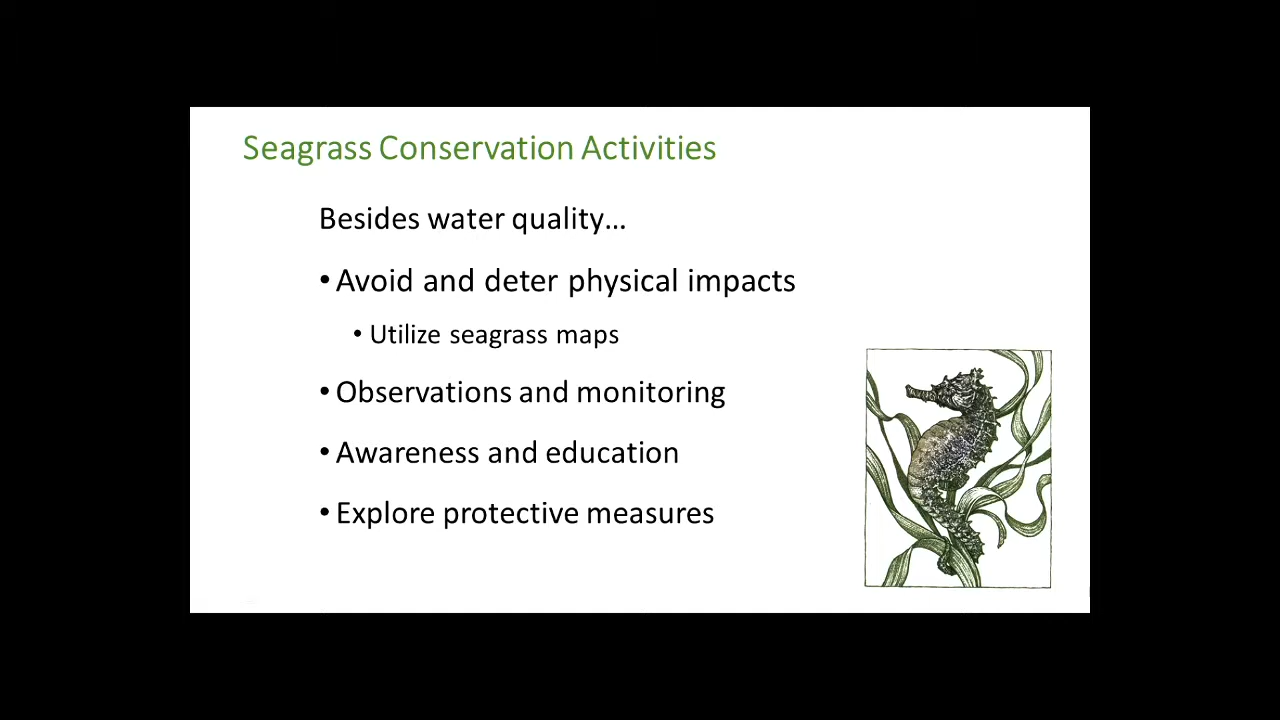 Seagrass Conservation Activities
Besides water quality…
• Avoid and deter physical impacts
• Utilize seagrass maps
• Observations and monitoring
• Awareness and education
• Explore protective measures